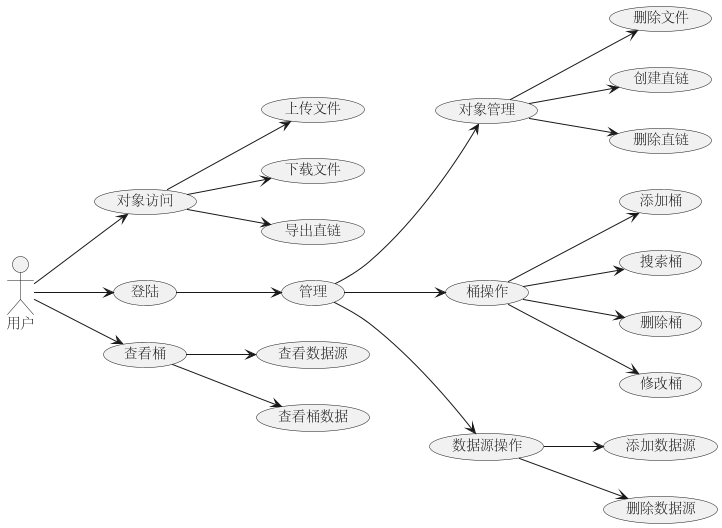 用户
对象访问
上传文件
下载文件
导出直链
登陆
管理
对象管理
删除文件
创建直链
删除直链
桶操作
添加桶
搜索桶
删除桶
修改桶
数据源操作
添加数据源
删除数据源
查看桶
查看数据源
查看桶数据